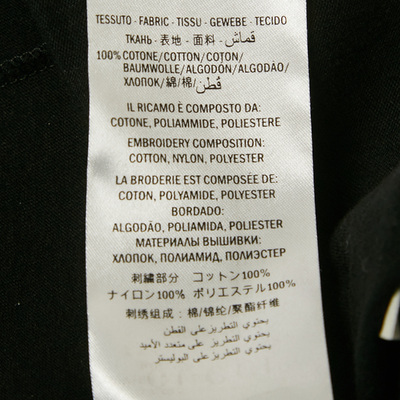 TESSUTO - FABRIC - TISSU - GEWEBE - TECIDO
ТКАНЬ - 表地 - 面料 - قماش
100% COTONE/COTTON/COTON/
BAUMWOLLE/ALGODÓN/ALGODÃO/
ХЛОПОК/綿/棉/قطن
IL RICAMO È COMPOSTO DA:
COTONE, POLIAMMIDE, POLIESTERE
EMBROIDERY COMPOSITION:
COTTON, NYLON, POLYESTER
LA BRODERIE EST COMPOSÉE DE:
COTON, POLYAMIDE, POLYESTER
BORDADO:
ALGODÃO, POLIAMIDA, POLIESTER
МАТЕРИАЛЫ ВЫШИВКИ:
ХЛОПОК, ПОЛИАМИД, ПОЛИЭСТЕР
刺繍部分 コットン100%
ナイロン100% ポリエステル100%
刺绣组成：棉/锦纶/聚酯纤维
يحتوي التطريز على القطن
يحتوي التطريز على متعدد الأميد
يحتوي التطريز على البوليستر